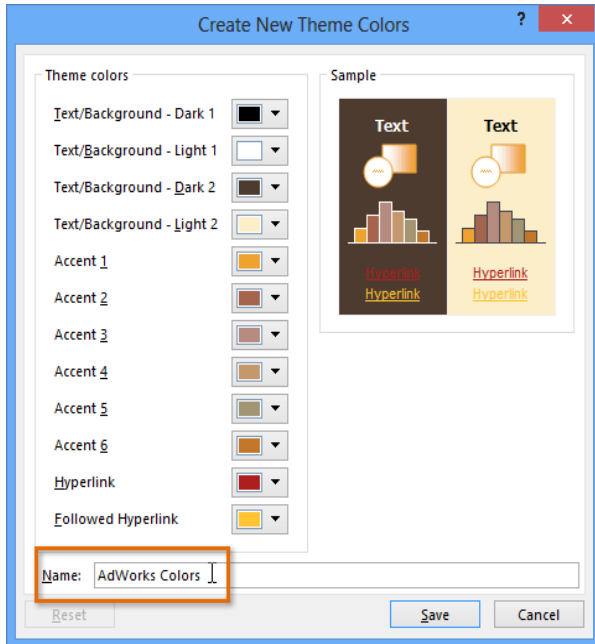 Create New Theme Colors
?
Theme colors
Text/Background - Dark 1
Text/Background - Light 1
Text/Background - Dark 2
Text/Background - Light 2
Accent 1
Accent 2
Accent 3
Accent 4
Accent 5
Accent 6
Hyperlink
Followed Hyperlink
Sample
Text Text
Hyperlink Hyperlink
Hyperlink Hyperlink
Name: AdWorks Colors
Reset Save Cancel